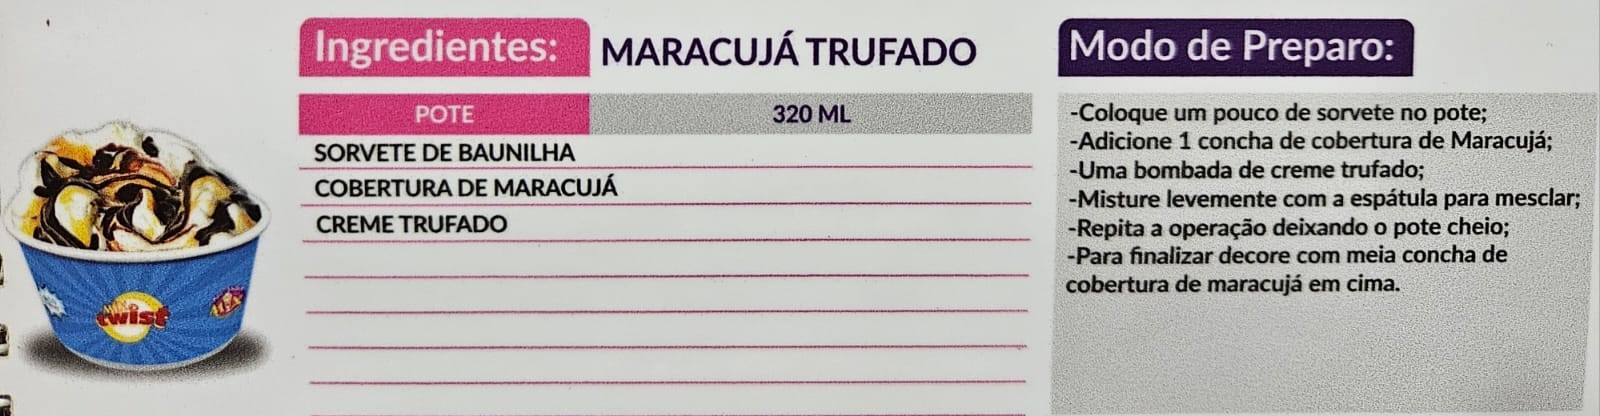 Ingredientes: MARACUJÁ TRUFADO
POTE 320 ML
SORVETE DE BAUNILHA
COBERTURA DE MARACUJÁ
CREME TRUFADO
Modo de Preparo:
-Coloque um pouco de sorvete no pote;
-Adicione 1 concha de cobertura de Maracujá;
-Uma bombada de creme trufado;
-Misture levemente com a espátula para mesclar;
-Repita a operação deixando o pote cheio;
-Para finalizar decore com meia concha de
cobertura de maracujá em cima.
twist